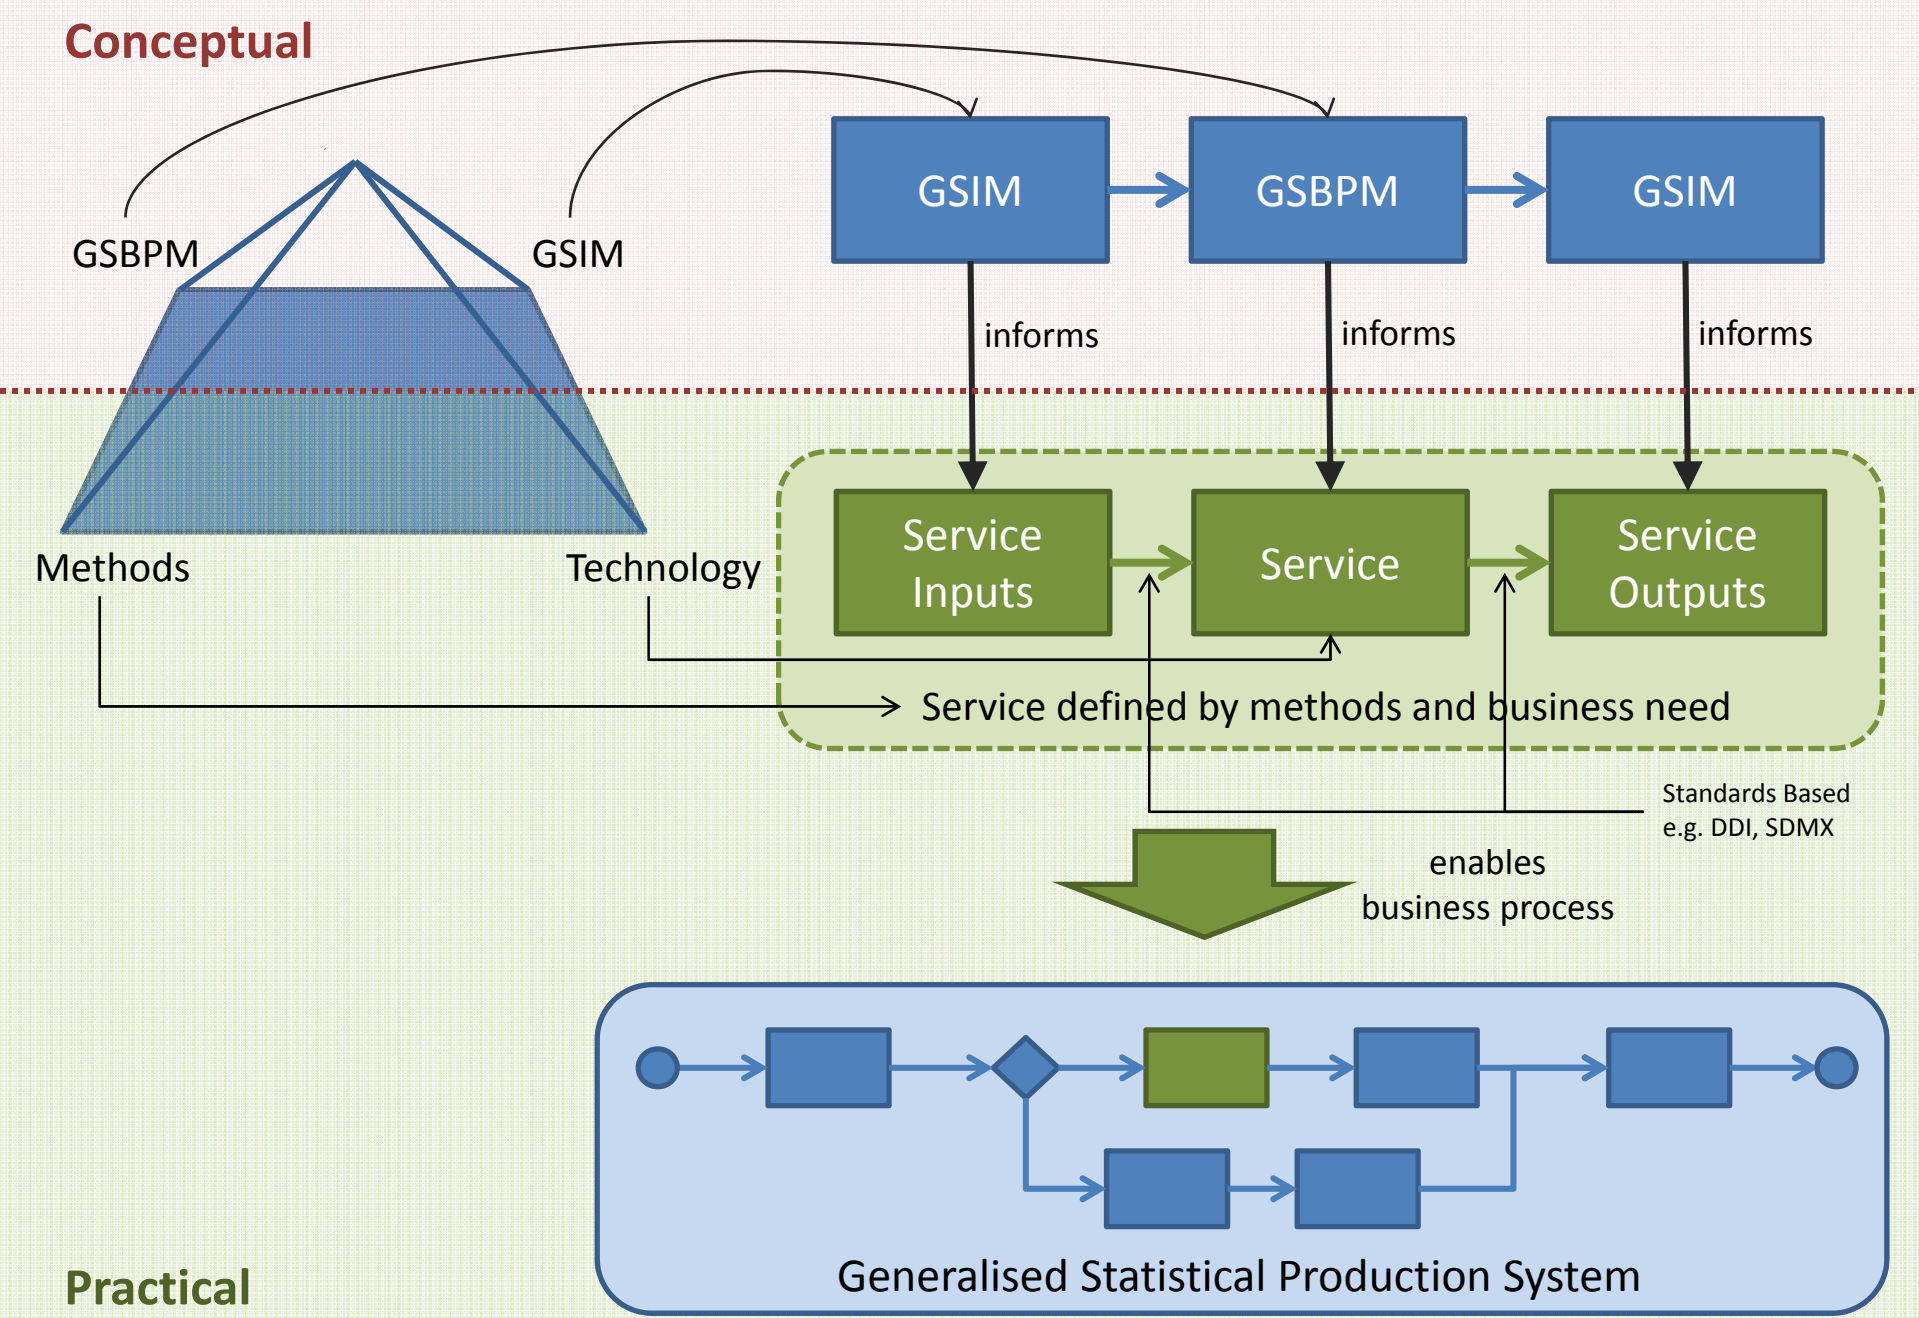 Conceptual
GSIM
GSBPM
GSIM
GSBPM
GSIM
informs
informs
informs
Service
Inputs
Service
Service
Outputs
Methods
Technology
Service defined by methods and business need
Standards Based
e.g. DDI, SDMX
enables
business process
Generalised Statistical Production System
Practical